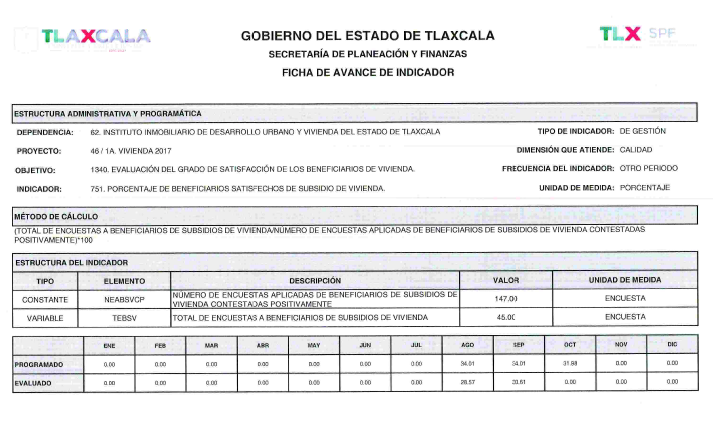 TLAXCALA
GOBIERNO DEL ESTADO DE TLAXCALA
TLX SPF
SECRETARÍA DE PLANEACIÓN Y FINANZAS
FICHA DE AVANCE DE INDICADOR
ESTRUCTURA ADMINISTRATIVA Y PROGRAMÁTICA
DEPENDENCIA: 62. INSTITUTO INMOBILIARIO DE DESARROLLO URBANO Y VIVIENDA DEL ESTADO DE TLAXCALA TIPO DE INDICADOR: DE GESTIÓN
PROYECTO: 46 / 1A. VIVIENDA 2017 DIMENSIÓN QUE ATIENDE: CALIDAD
OBJETIVO: 1340. EVALUACIÓN DEL GRADO DE SATISFACCIÓN DE LOS BENEFICIARIOS DE VIVIENDA. FRECUENCIA DEL INDICADOR: OTRO PERIODO
INDICADOR: 751. PORCENTAJE DE BENEFICIARIOS SATISFECHOS DE SUBSIDIO DE VIVIENDA. UNIDAD DE MEDIDA: PORCENTAJE
MÉTODO DE CÁLCULO
(TOTAL DE ENCUESTAS A BENEFICIARIOS DE SUBSIDIOS DE VIVIENDA/NÚMERO DE ENCUESTAS APLICADAS DE BENEFICIARIOS DE SUBSIDIOS DE VIVIENDA CONTESTADAS
POSITIVAMENTE)*100
ESTRUCTURA DEL INDICADOR
TIPO ELEMENTO DESCRIPCIÓN VALOR UNIDAD DE MEDIDA
CONSTANTE NEABSVCP NÚMERO DE ENCUESTAS APLICADAS DE BENEFICIARIOS DE SUBSIDIOS DE
VIVIENDA CONTESTADAS POSITIVAMENTE 147.00 ENCUESTA
VARIABLE TEBSV TOTAL DE ENCUESTAS A BENEFICIARIOS DE SUBSIDIOS DE VIVIENDA 45.00 ENCUESTA
ENE FEB MAR ABR MAY JUN JUL AGO SEP OCT NOV DIC
PROGRAMADO 0.00 0.00 0.00 0.00 0.00 0.00 0.00 34.01 34.01 31.98 0.00 0.00
EVALUADO 0.00 0.00 0.00 0.00 0.00 0.00 0.00 28.57 30.61 0.00 0.00 0.00